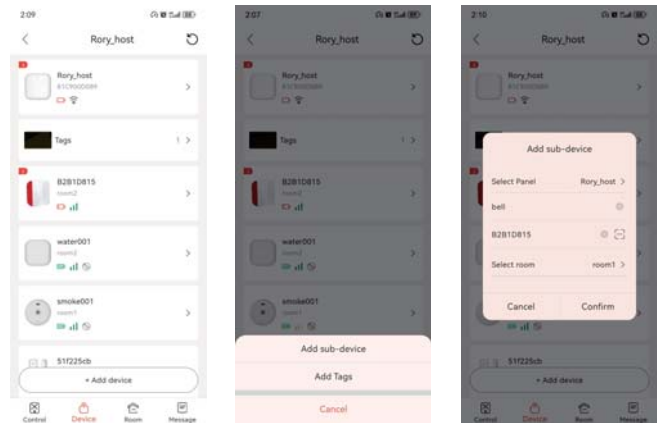 2:09
Rory_host
Rory_host
Tags
1
B2B1D815
room2
water001
room2
smoke001
room1
51f225cb
+ Add device
Control
Device
Room
Message
2:07
Rory_host
Rory_host
Tags
1
B2B1D815
room2
water001
room2
smoke001
Add sub-device
Add Tags
Cancel
2:10
Rory_host
Rory_host
Add sub-device
Select Panel
Rory_host
bell
B2B1D815
Select room
room1
Cancel
Confirm
51f225cb
+ Add device
Control
Device
Room
Message